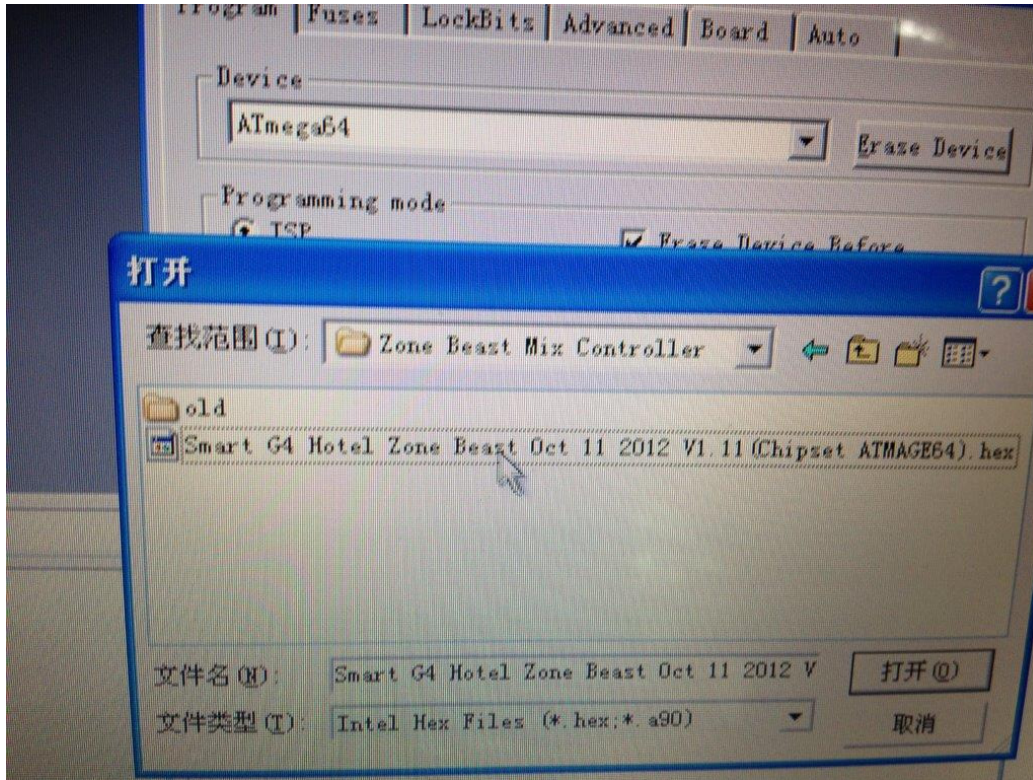 Program Fuses LockBits Advanced Board Auto
Device
ATmega64
Erase Device
Programming mode
ISP
Erase Device Before
打开
?
查找范围(I): Zone Beast Mix Controller
old
Smart G4 Hotel Zone Beast Oct 11 2012 V1.11(Chipset ATMAGE64).hex
文件名(N): Smart G4 Hotel Zone Beast Oct 11 2012 V
打开(O)
文件类型(T): Intel Hex Files (*.hex;*.a90)
取消